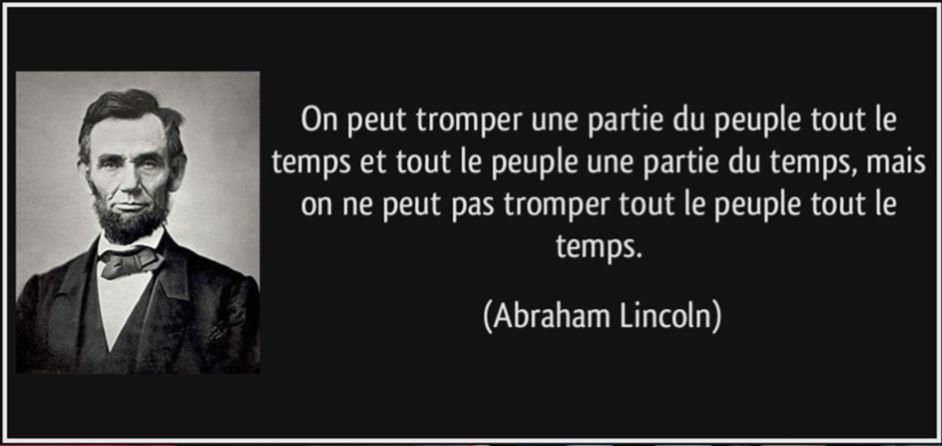 On peut tromper une partie du peuple tout le
temps et tout le peuple une partie du temps, mais
on ne peut pas tromper tout le peuple tout le
temps.
(Abraham Lincoln)